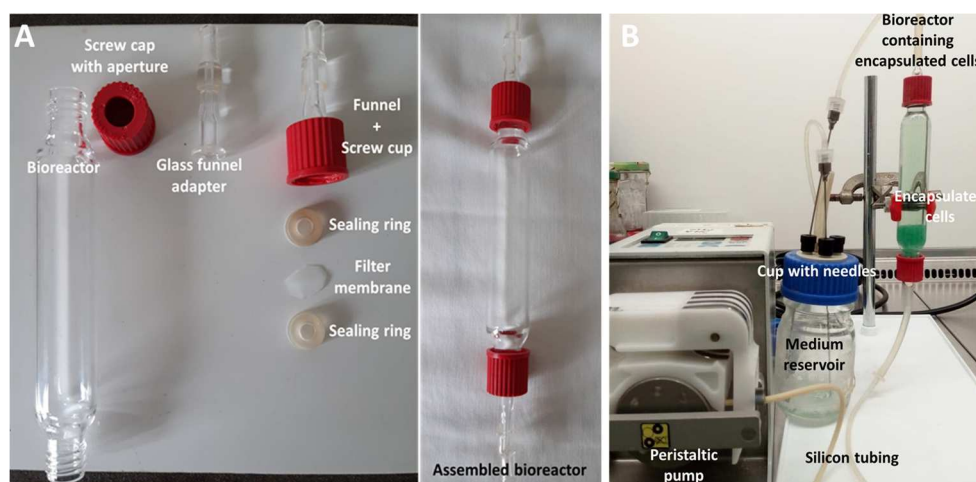 A
Screw cap
with aperture
Bioreactor
Glass funnel
adapter
Funnel
+
Screw cup
Sealing ring
Filter
membrane
Sealing ring
Assembled bioreactor
B
Bioreactor
containing
encapsulated cells
Encapsulate
cells
Cup with needles
Medium
reservoir
Peristaltic
pump
Silicon tubing